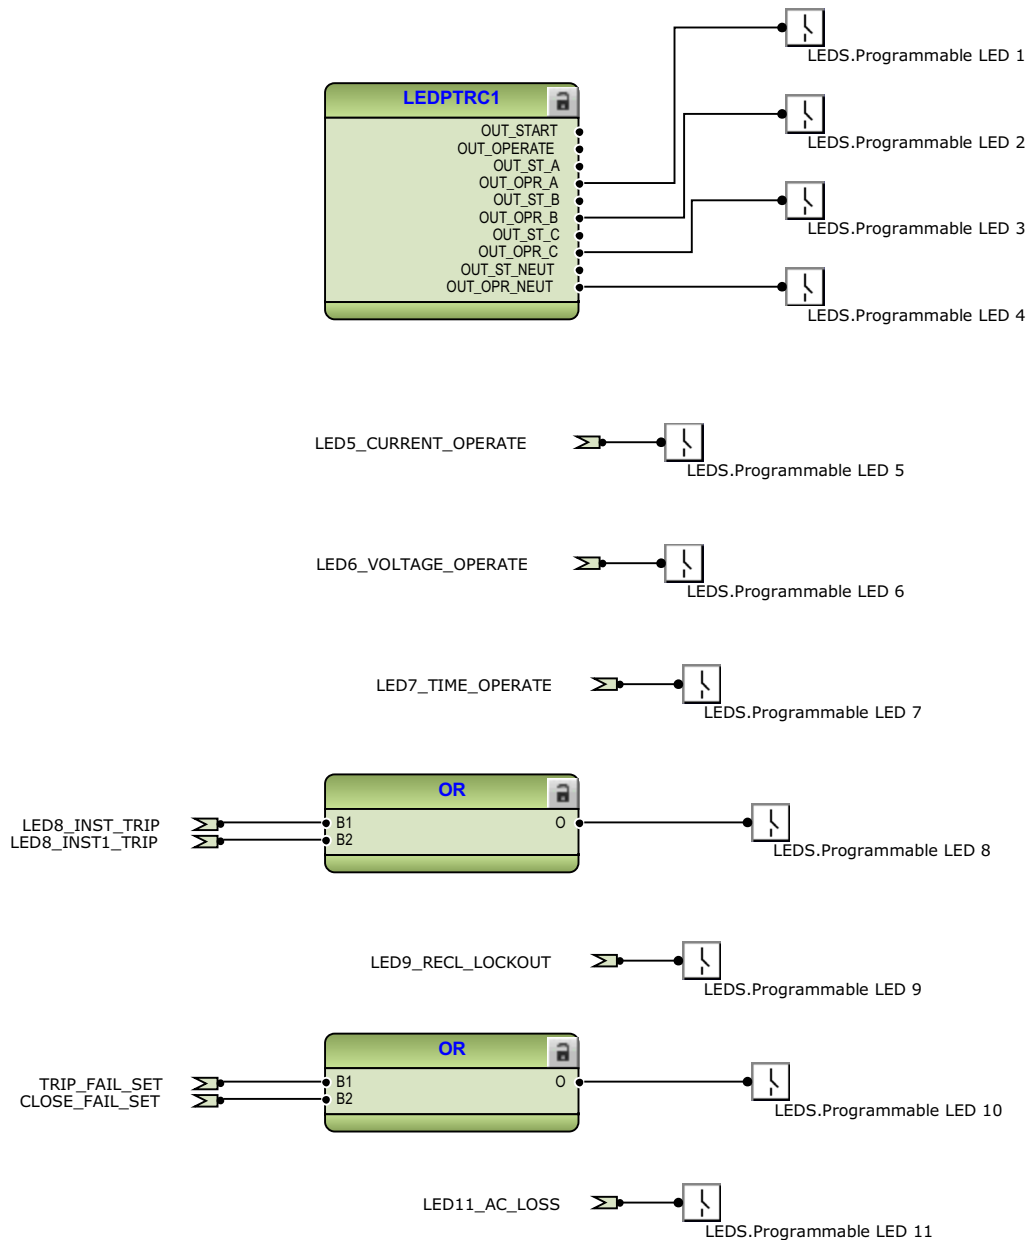 LEDS.Programmable LED 1
LEDPTRC1
OUT_START
OUT_OPERATE
OUT_ST_A
OUT_OPR_A
OUT_ST_B
OUT_OPR_B
OUT_ST_C
OUT_OPR_C
OUT_ST_NEUT
OUT_OPR_NEUT
LEDS.Programmable LED 2
LEDS.Programmable LED 3
LEDS.Programmable LED 4
LED5_CURRENT_OPERATE
LEDS.Programmable LED 5
LED6_VOLTAGE_OPERATE
LEDS.Programmable LED 6
LED7_TIME_OPERATE
LEDS.Programmable LED 7
OR
LED8_INST_TRIP B1 O
LED8_INST1_TRIP B2
LEDS.Programmable LED 8
LED9_RECL_LOCKOUT
LEDS.Programmable LED 9
OR
TRIP_FAIL_SET B1 O
CLOSE_FAIL_SET B2
LEDS.Programmable LED 10
LED11_AC_LOSS
LEDS.Programmable LED 11